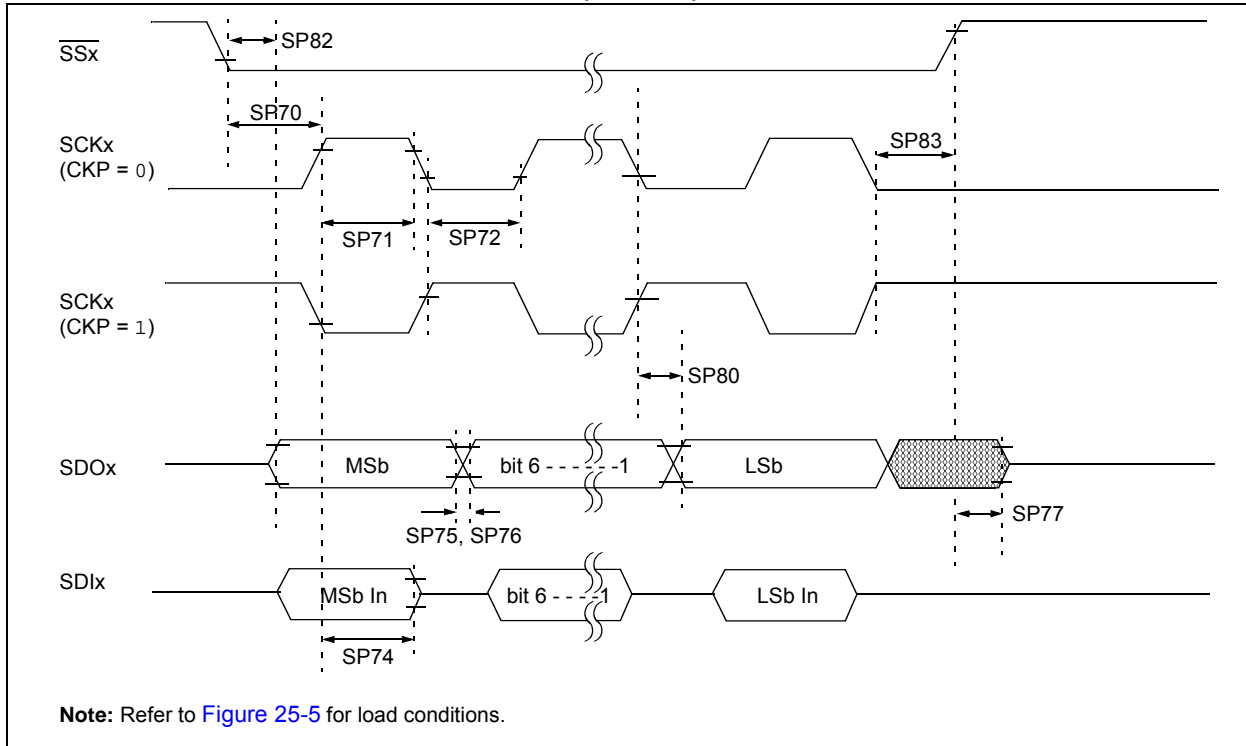 SSx
SP82
SP70
SCKx
(CKP = 0)
SP83
SP71
SP72
SCKx
(CKP = 1)
SP80
SDOx
MSb
bit 6 - - - - - -1
LSb
SP75, SP76
SP77
SDIx
MSb In
bit 6 - - - -1
LSb In
SP74
Note: Refer to Figure 25-5 for load conditions.